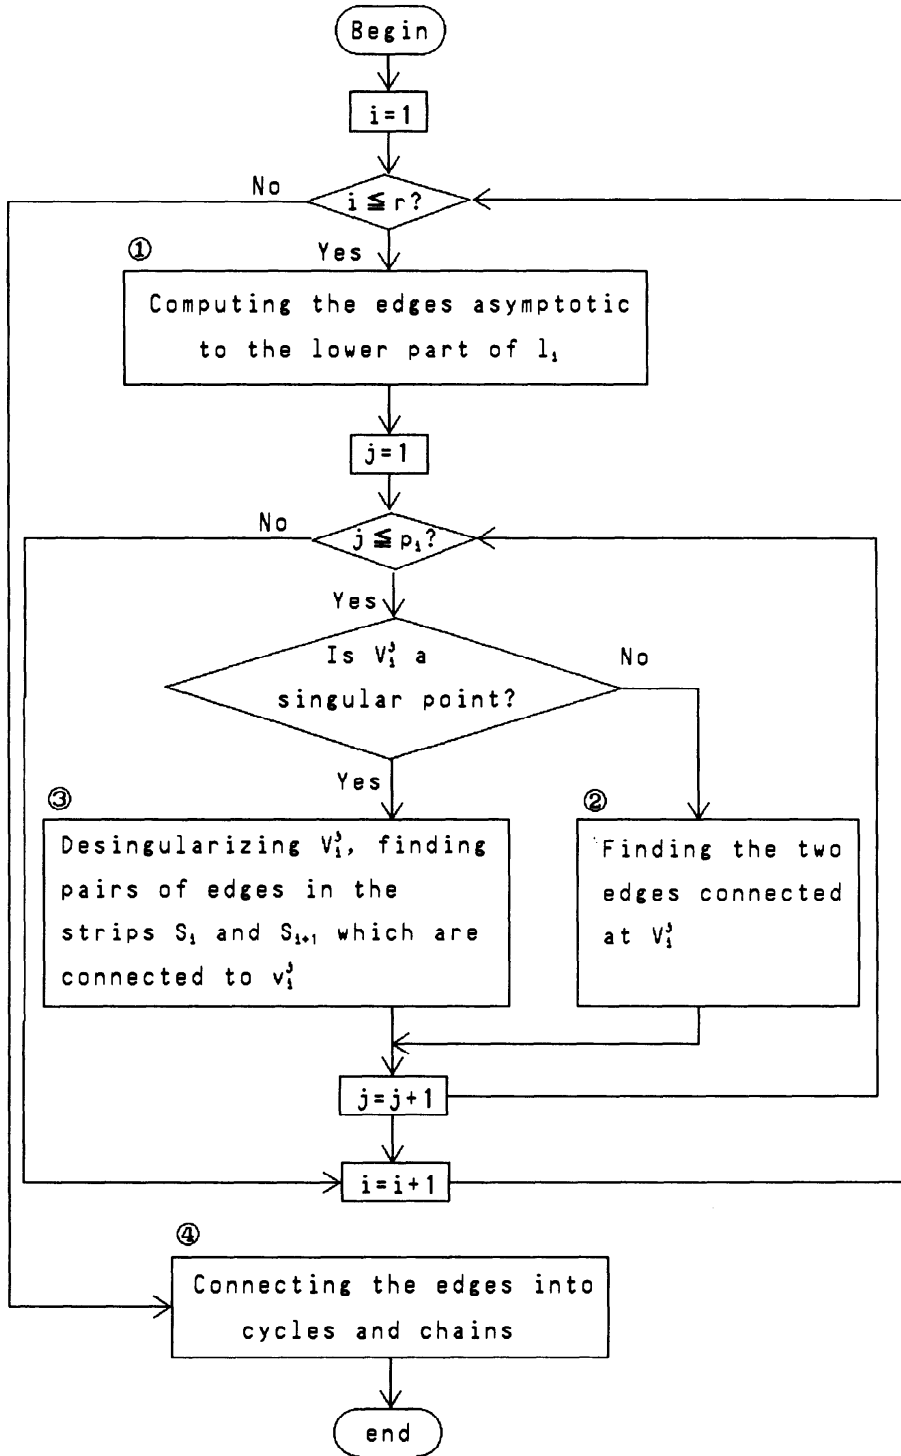 Begin
i=1
No
i ≦ r?
①
Yes
Computing the edges asymptotic
to the lower part of l_i
j=1
No
j ≦ p_i?
Yes
Is V_i^j a
singular point?
No
Yes
③
②
Desingularizing V_i^j, finding
pairs of edges in the
strips S_i and S_{i+1} which are
connected to v_i^j
Finding the two
edges connected
at V_i^j
j=j+1
i=i+1
④
Connecting the edges into
cycles and chains
end